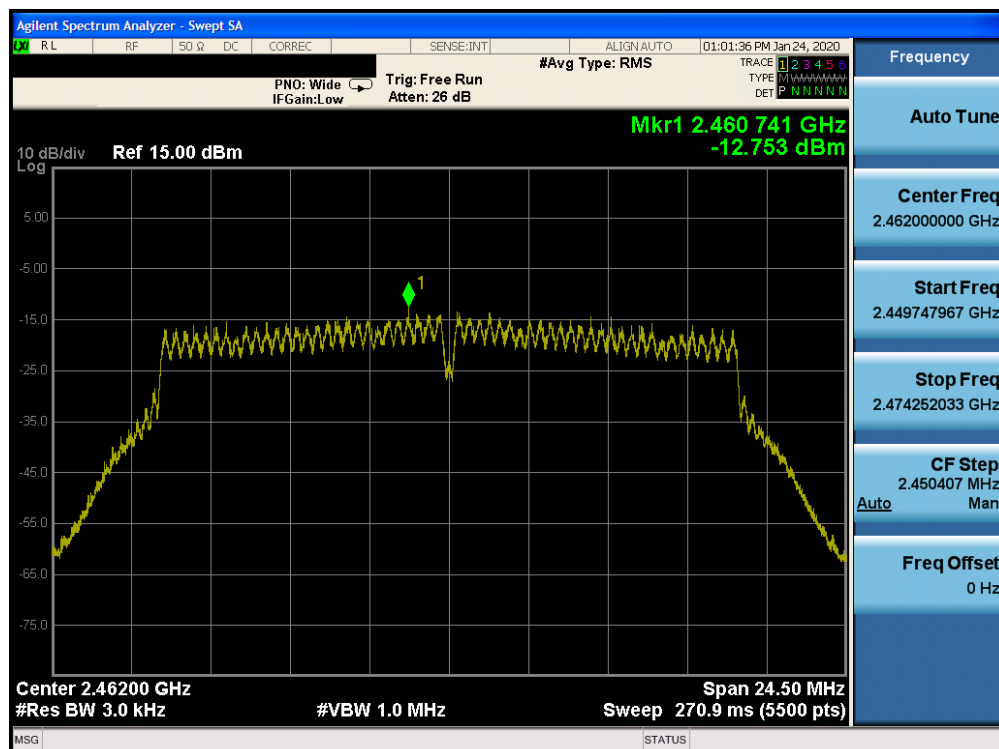 Agilent Spectrum Analyzer - Swept SA
LXI RL RF 50 Ω DC CORREC SENSE:INT ALIGN AUTO 01:01:36 PM Jan 24, 2020
Frequency
#Avg Type: RMS
TRACE 1 2 3 4 5 6
PNO: Wide
Trig: Free Run
TYPE M WWWWW
IFGain:Low
Atten: 26 dB
DET P N N N N N
Mkr1 2.460 741 GHz
-12.753 dBm
10 dB/div
Ref 15.00 dBm
Log
5.00
-5.00
1
-15.0
-25.0
-35.0
-45.0
-55.0
-65.0
-75.0
Center 2.46200 GHz
Span 24.50 MHz
#Res BW 3.0 kHz
#VBW 1.0 MHz
Sweep 270.9 ms (5500 pts)
Auto Tune
Center Freq
2.462000000 GHz
Start Freq
2.449747967 GHz
Stop Freq
2.474252033 GHz
CF Step
2.450407 MHz
Auto Man
Freq Offset
0 Hz
MSG
STATUS